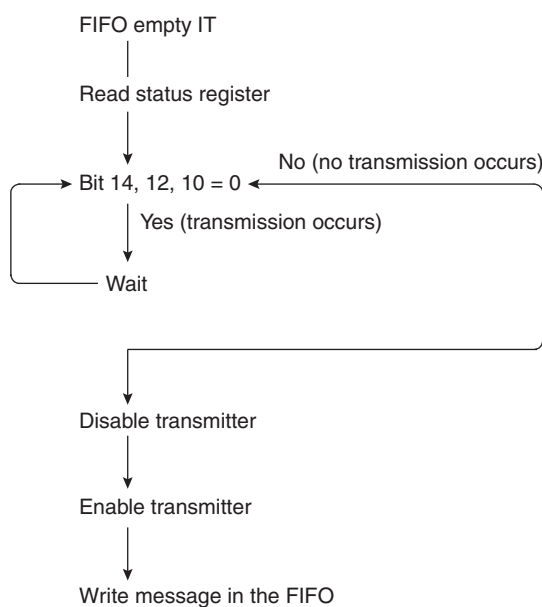 FIFO empty IT
Read status register
No (no transmission occurs)
Bit 14, 12, 10 = 0
Yes (transmission occurs)
Wait
Disable transmitter
Enable transmitter
Write message in the FIFO